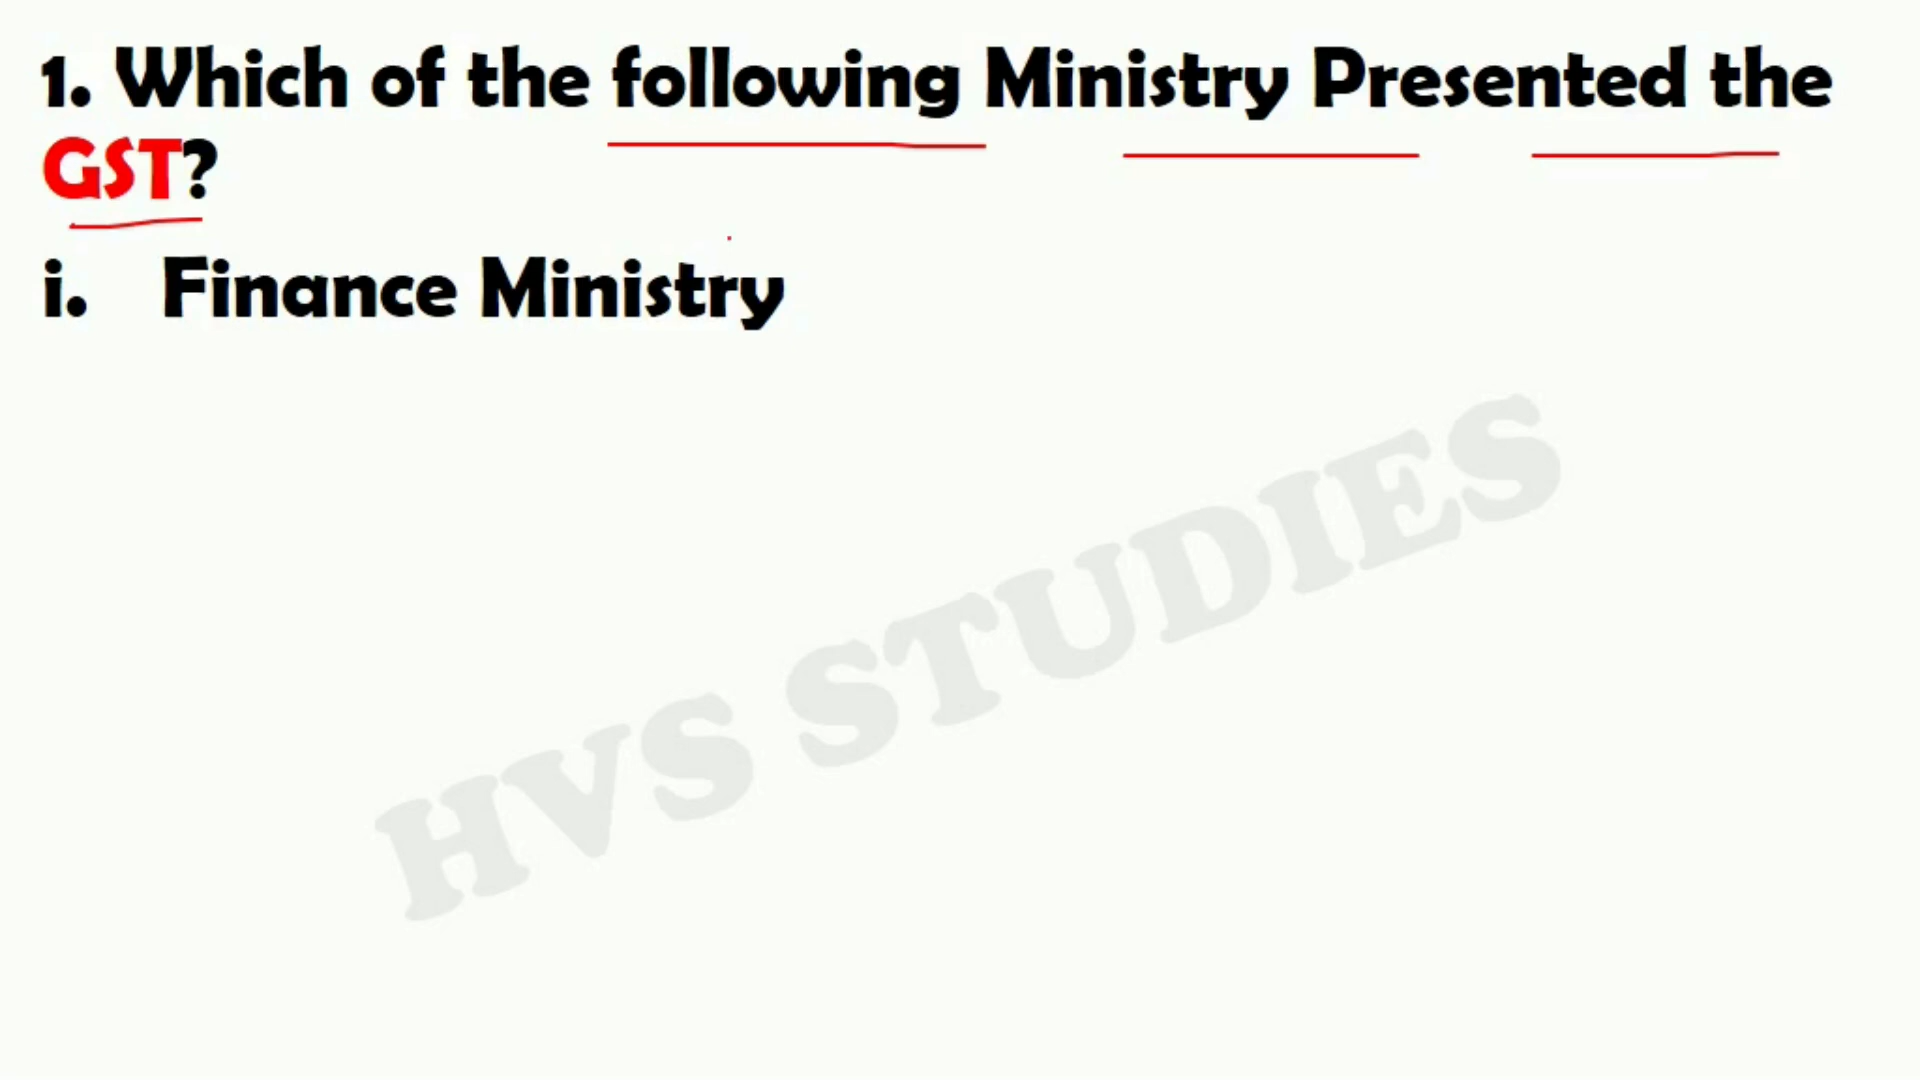 1. Which of the following Ministry Presented the
GST?
i. Finance Ministry
HVS STUDIES